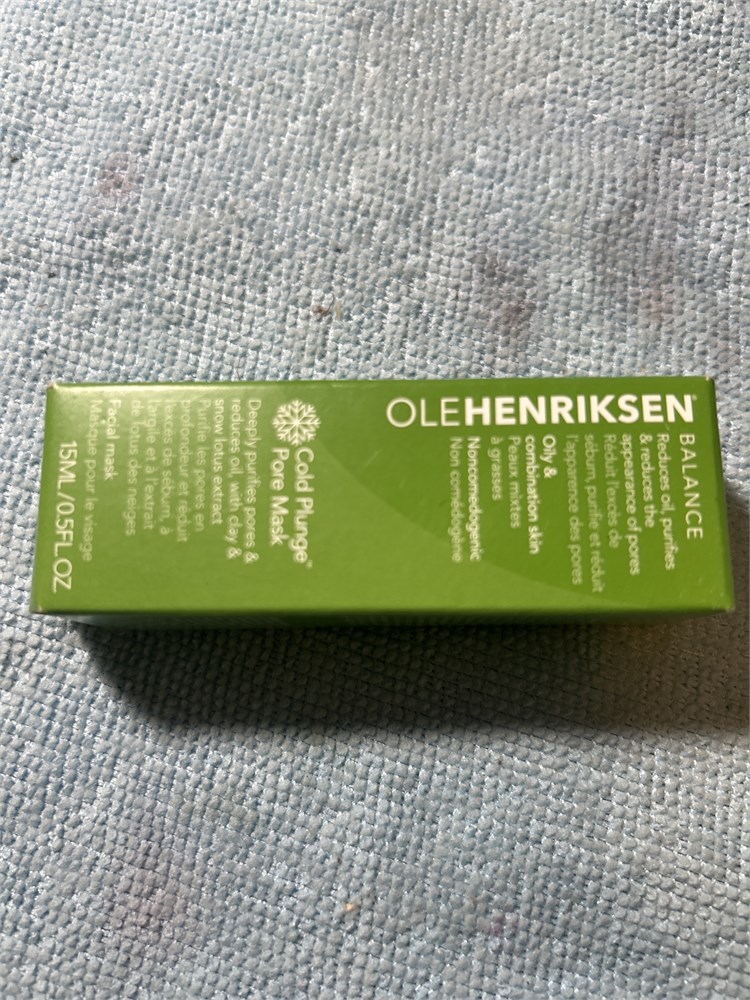 OLEHENRIKSEN®
BALANCE
Reduces oil, purifies
& reduces the
appearance of pores
Réduit l'excès de
sébum, purifie et réduit
l'apparence des pores
Oily &
combination skin
Peaux mixtes
à grasses
Noncomedogenic
Non comédogène
Cold Plunge™
Pore Mask
Deeply purifies pores &
reduces oil, with clay &
snow lotus extract
Purifie les pores en
profondeur et réduit
l'excès de sébum, à
l'argile et à l'extrait
de lotus des neiges
Facial mask
Masque pour le visage
15ML/0.5FL OZ